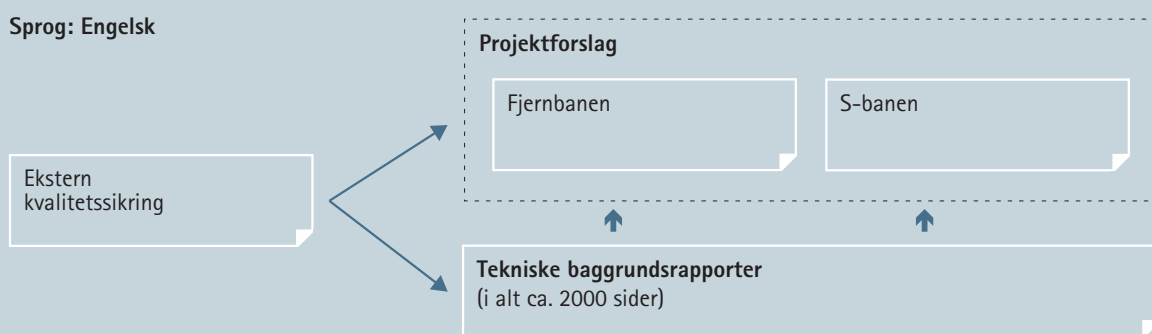 Sprog: Engelsk
Projektforslag
Fjernbanen
S-banen
Ekstern
kvalitetssikring
Tekniske baggrundsrapporter
(i alt ca. 2000 sider)